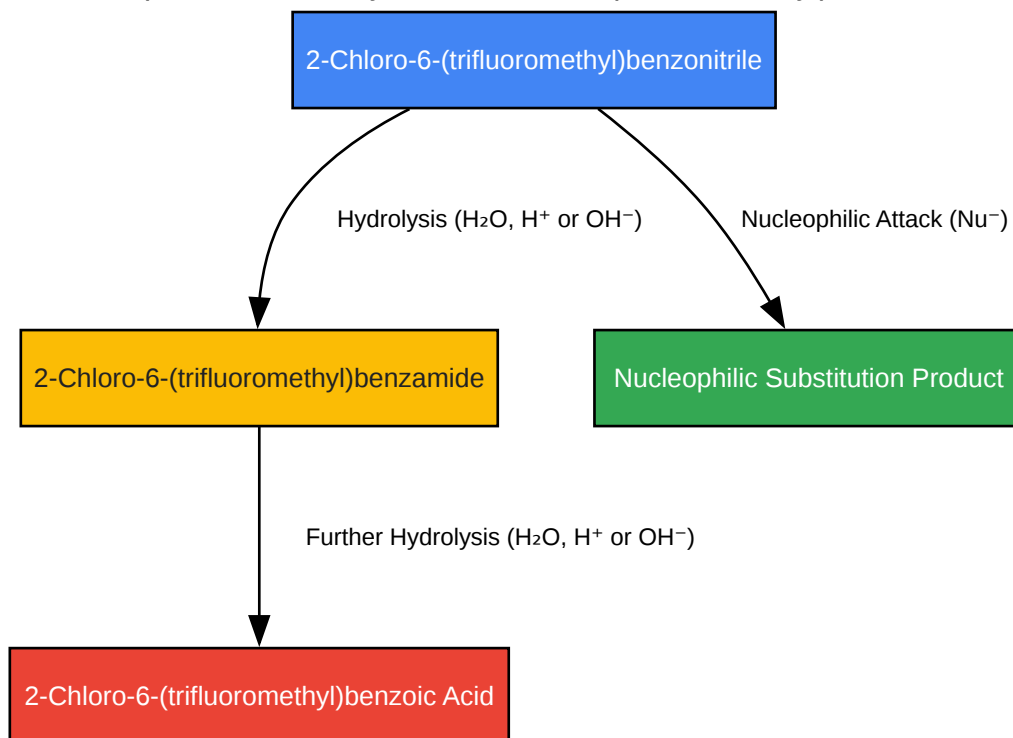 2-Chloro-6-(trifluoromethyl)benzonitrile
Hydrolysis (H₂O, H⁺ or OH⁻)
Nucleophilic Attack (Nu⁻)
2-Chloro-6-(trifluoromethyl)benzamide
Nucleophilic Substitution Product
Further Hydrolysis (H₂O, H⁺ or OH⁻)
2-Chloro-6-(trifluoromethyl)benzoic Acid